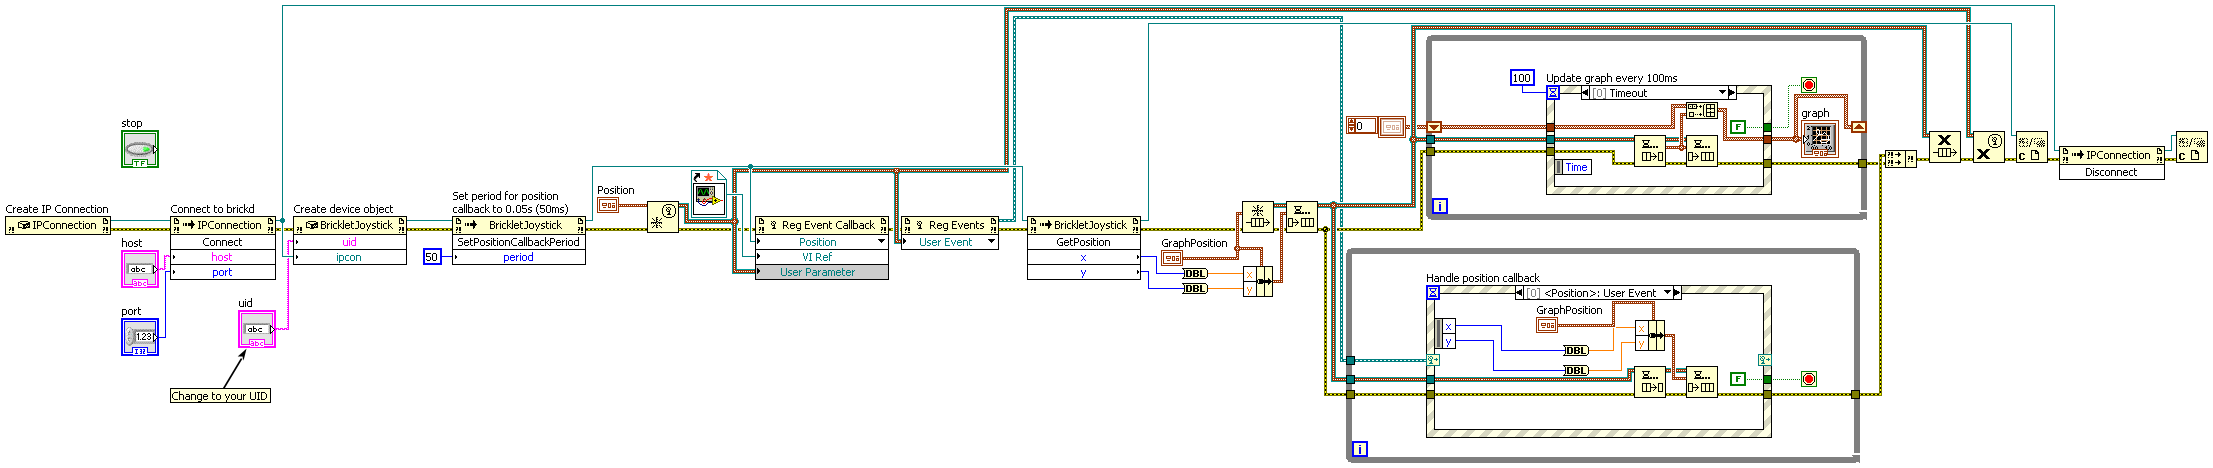 stop
TF
Create IP Connection
IPConnection
host
abc
abc
port
1.23
Connect to brickd
IPConnection
Connect
host
port
uid
abc
abc
Change to your UID
Create device object
BrickletJoystick
uid
ipcon
Set period for position
callback to 0.05s (50ms)
BrickletJoystick
SetPositionCallbackPeriod
50
period
Position
Reg Event Callback
Position
VI Ref
User Parameter
Reg Events
User Event
BrickletJoystick
GetPosition
x
y
GraphPosition
DBL
DBL
x
y
0
100
Update graph every 100ms
[0] Timeout
Time
F
graph
i
Handle position callback
[0] <Position>: User Event
GraphPosition
x
y
DBL
DBL
x
y
F
i
C
IPConnection
Disconnect
C